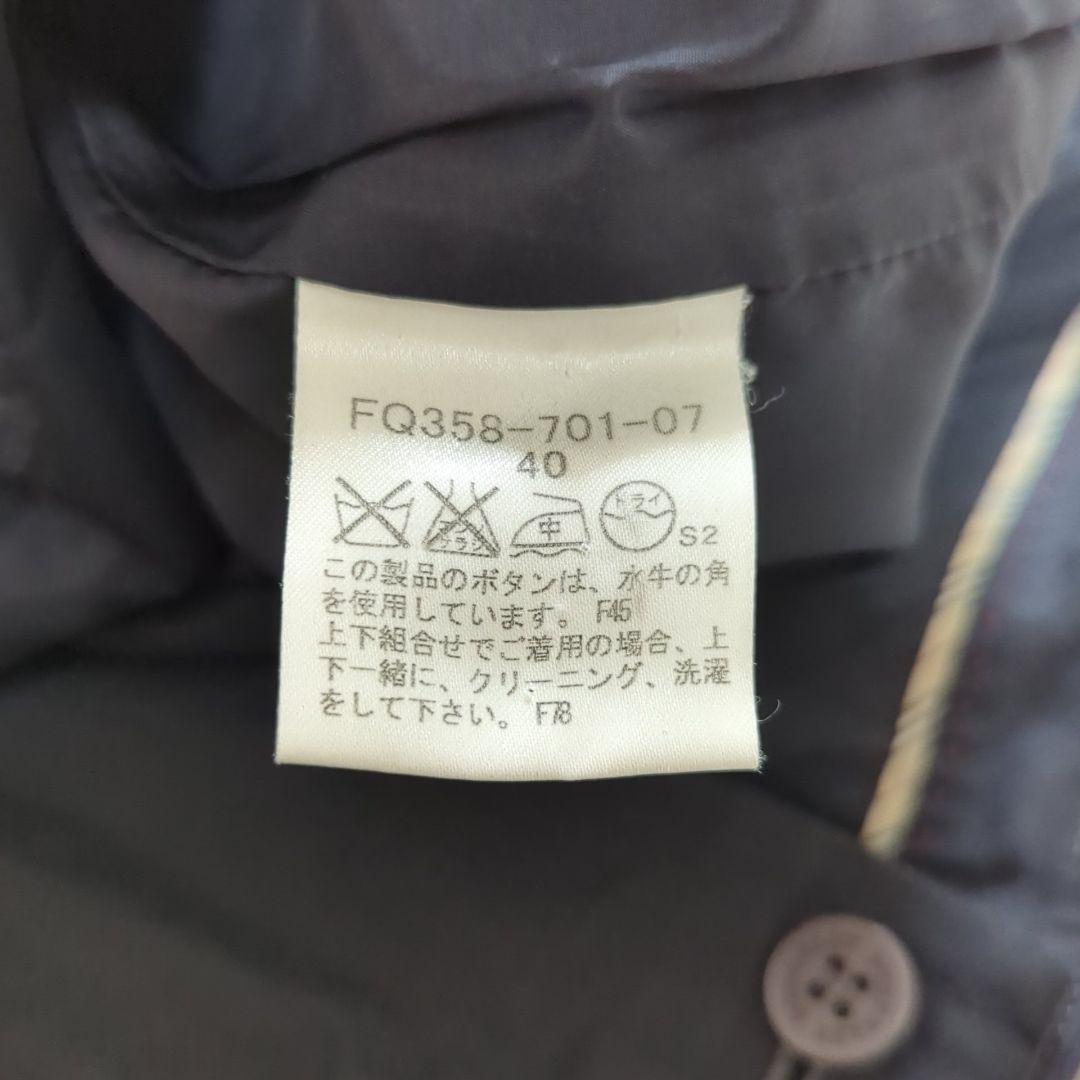 FQ358-701-07
40
中 ドライ S2
この製品のボタンは、水牛の角
を使用しています。 F45
上下組合せでご着用の場合、上
下一緒に、クリーニング、洗濯
をして下さい。 F78